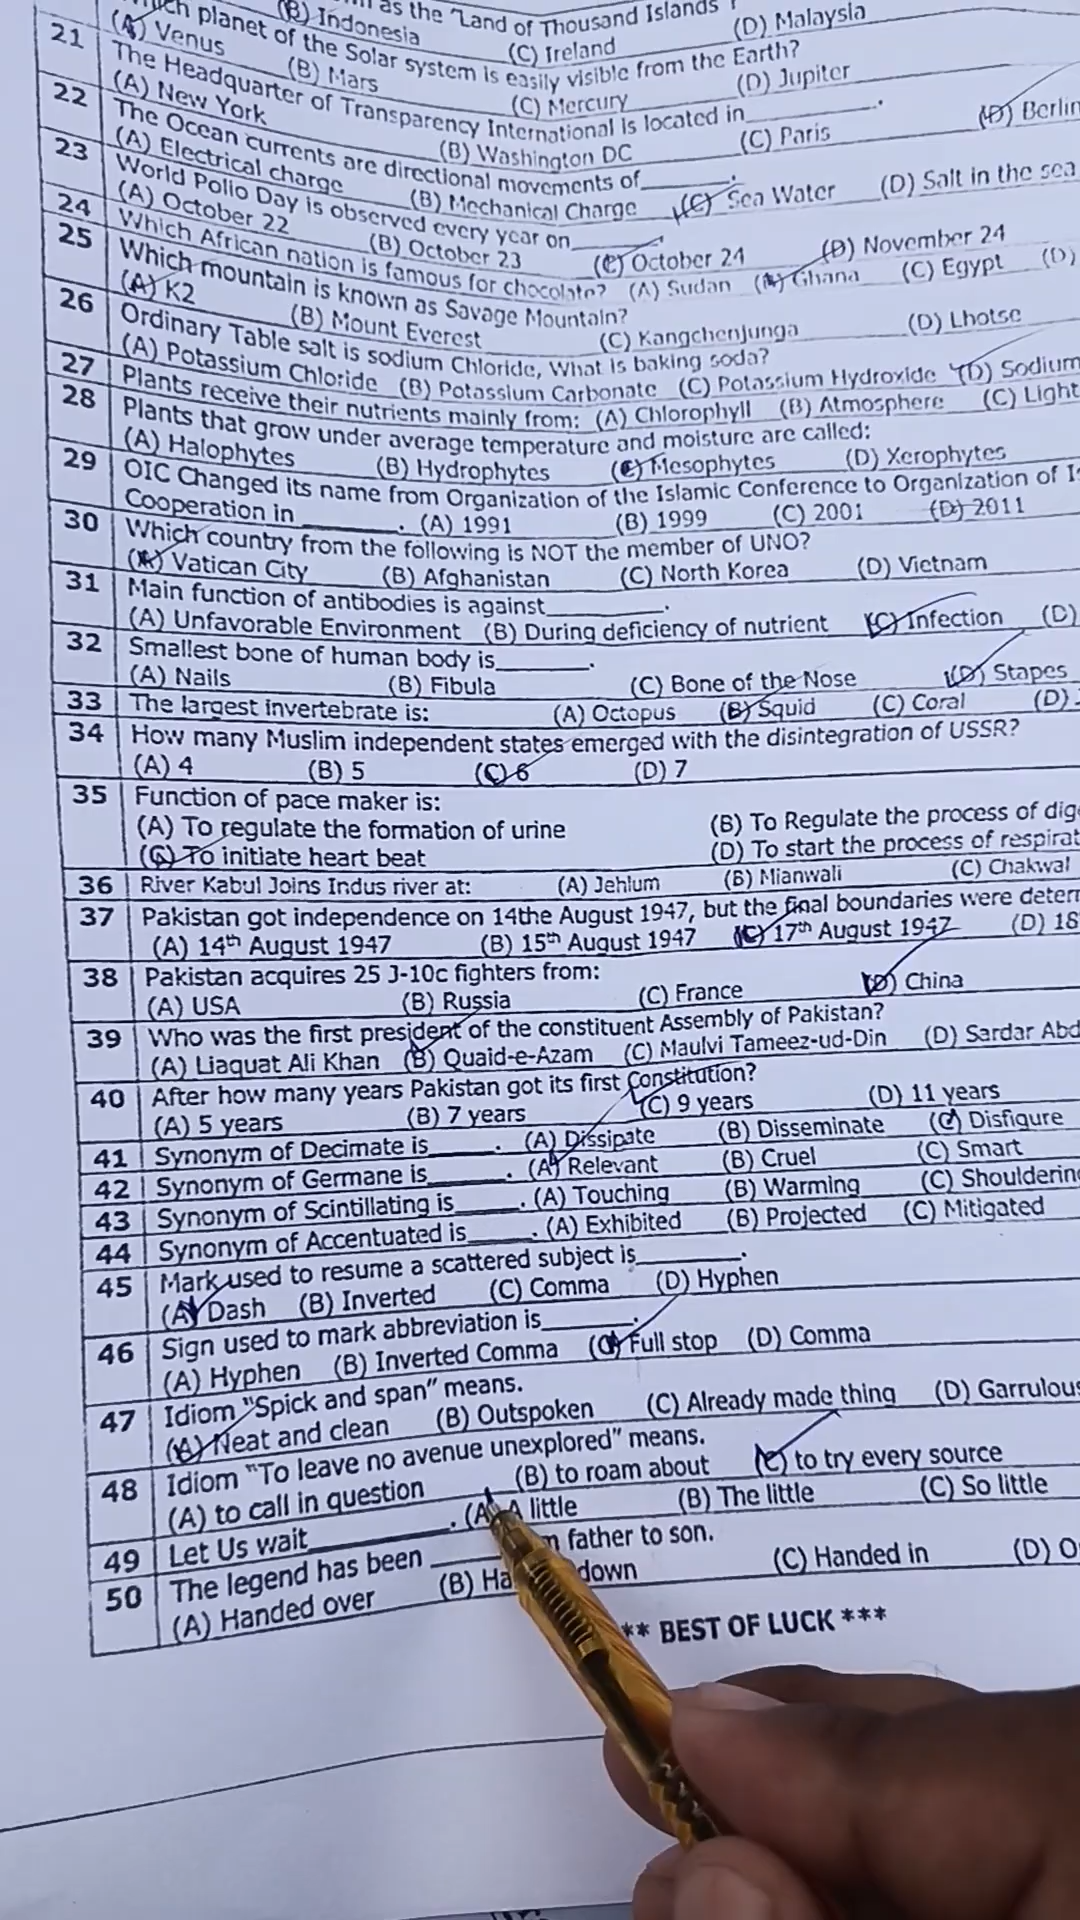 as the "Land of Thousand Islands"?
(B) Indonesia (C) Ireland (D) Malaysia
planet of the Solar system is easily visible from the Earth?
(A) Venus (B) Mars (C) Mercury (D) Jupiter
21 The Headquarter of Transparency International is located in________.
(A) New York (B) Washington DC (C) Paris (D) Berlin
22 The Ocean currents are directional movements of________.
(A) Electrical charge (B) Mechanical Charge (C) Sea Water (D) Salt in the sea
23 World Polio Day is observed every year on________.
(A) October 22 (B) October 23 (C) October 24 (D) November 24
24 Which African nation is famous for chocolate? (A) Sudan (B) Ghana (C) Egypt (D)
25 Which mountain is known as Savage Mountain?
(A) K2 (B) Mount Everest (C) Kangchenjunga (D) Lhotse
26 Ordinary Table salt is sodium Chloride, What is baking soda?
(A) Potassium Chloride (B) Potassium Carbonate (C) Potassium Hydroxide (D) Sodium
27 Plants receive their nutrients mainly from: (A) Chlorophyll (B) Atmosphere (C) Light
28 Plants that grow under average temperature and moisture are called:
(A) Halophytes (B) Hydrophytes (C) Mesophytes (D) Xerophytes
29 OIC Changed its name from Organization of the Islamic Conference to Organization of
Cooperation in ________. (A) 1991 (B) 1999 (C) 2001 (D) 2011
30 Which country from the following is NOT the member of UNO?
(A) Vatican City (B) Afghanistan (C) North Korea (D) Vietnam
31 Main function of antibodies is against________.
(A) Unfavorable Environment (B) During deficiency of nutrient (C) Infection (D)
32 Smallest bone of human body is________.
(A) Nails (B) Fibula (C) Bone of the Nose (D) Stapes
33 The largest invertebrate is: (A) Octopus (B) Squid (C) Coral (D)
34 How many Muslim independent states emerged with the disintegration of USSR?
(A) 4 (B) 5 (C) 6 (D) 7
35 Function of pace maker is:
(A) To regulate the formation of urine (B) To Regulate the process of
(C) To initiate heart beat (D) To start the process of
36 River Kabul Joins Indus river at: (A) Jehlum (B) Mianwali (C) Chakwal
37 Pakistan got independence on 14the August 1947, but the final boundaries were
(A) 14th August 1947 (B) 15th August 1947 (C) 17th August 1947 (D) 18
38 Pakistan acquires 25 J-10c fighters from:
(A) USA (B) Russia (C) France (D) China
39 Who was the first president of the constituent Assembly of Pakistan?
(A) Liaquat Ali Khan (B) Quaid-e-Azam (C) Maulvi Tameez-ud-Din (D) Sardar
40 After how many years Pakistan got its first Constitution?
(A) 5 years (B) 7 years (C) 9 years (D) 11 years
41 Synonym of Decimate is______. (A) Dissipate (B) Disseminate (C) Disfigure
42 Synonym of Germane is______. (A) Relevant (B) Cruel (C) Smart
43 Synonym of Scintillating is______. (A) Touching (B) Warming (C)
44 Synonym of Accentuated is______. (A) Exhibited (B) Projected (C) Mitigated
45 Mark used to resume a scattered subject is________.
(A) Dash (B) Inverted (C) Comma (D) Hyphen
46 Sign used to mark abbreviation is________.
(A) Hyphen (B) Inverted Comma (C) Full stop (D) Comma
47 Idiom "Spick and span" means.
(A) Neat and clean (B) Outspoken (C) Already made thing (D) Garrulous
48 Idiom "To leave no avenue unexplored" means.
(A) to call in question (B) to roam about (C) to try every source
49 Let Us wait________. (A) A little (B) The little (C) So little
50 The legend has been father to son.
(A) Handed over (B) down (C) Handed in (D)
** BEST OF LUCK ***